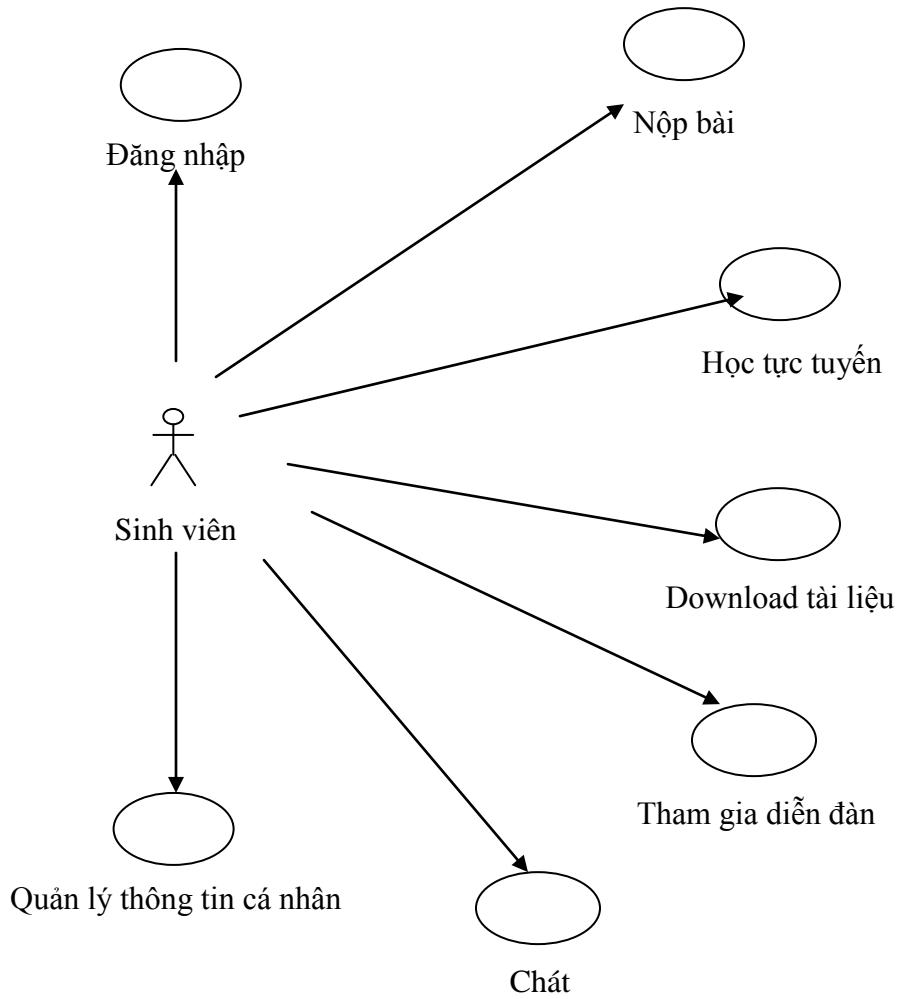 Nộp bài
Đăng nhập
Học tực tuyến
Sinh viên
Download tài liệu
Tham gia diễn đàn
Quản lý thông tin cá nhân
Chát